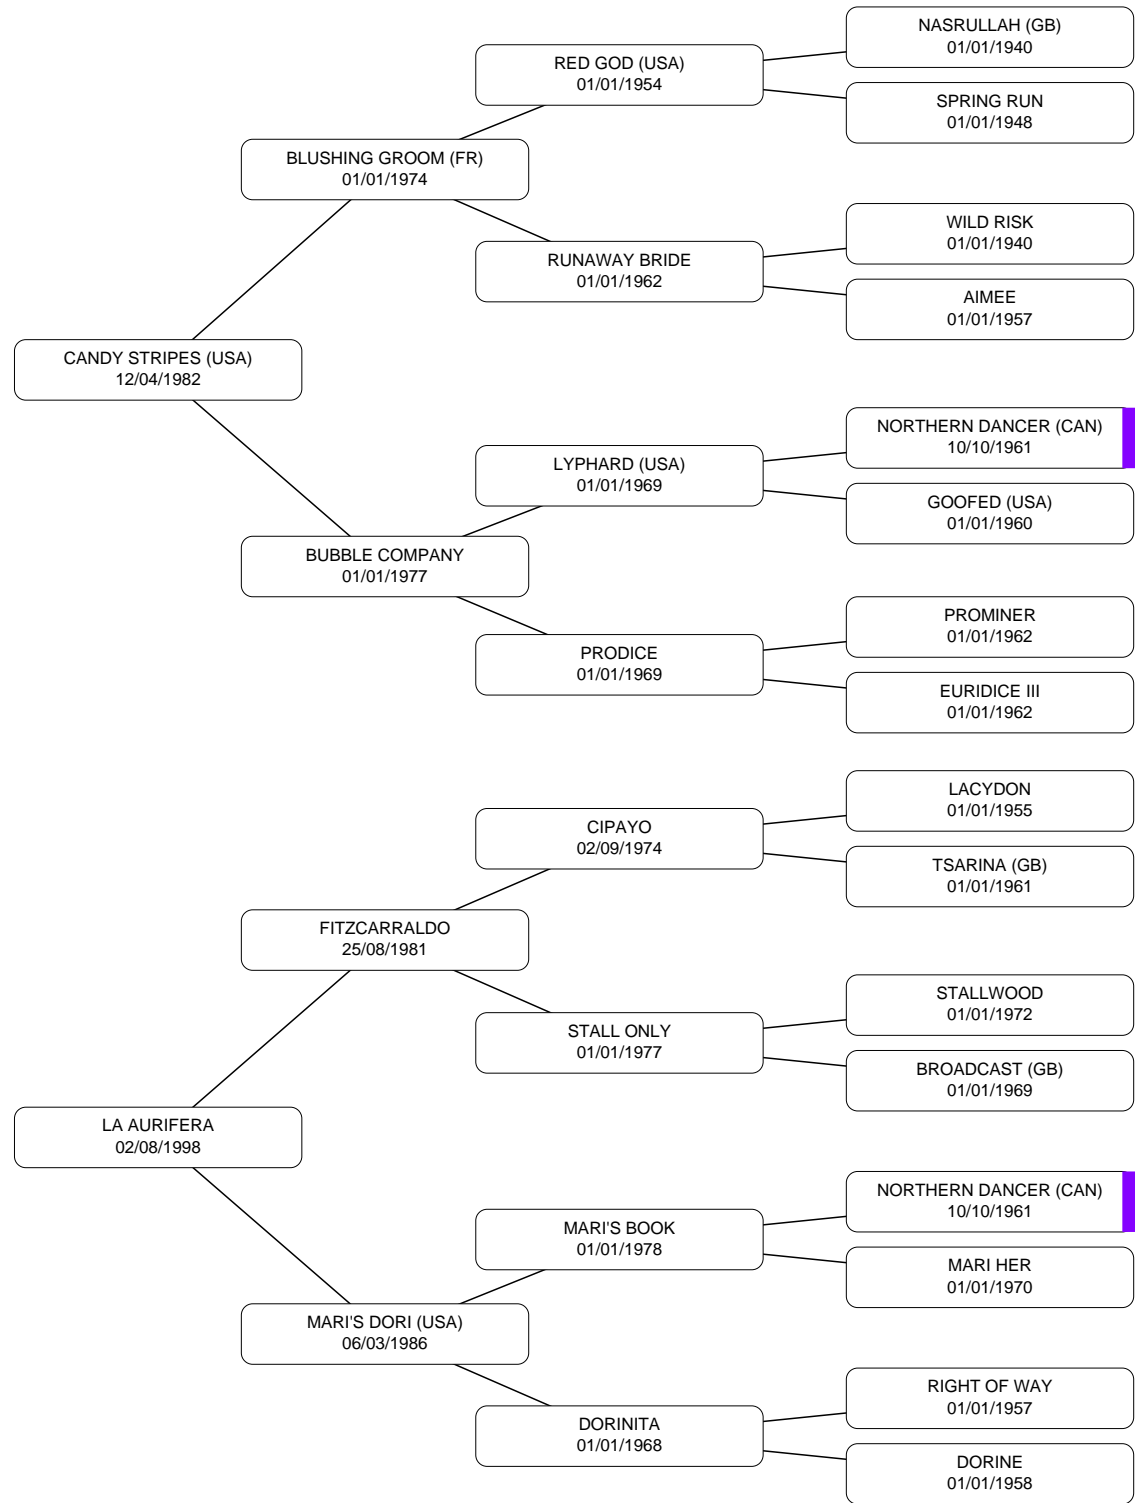 NASRULLAH (GB)
01/01/1940
RED GOD (USA)
01/01/1954
SPRING RUN
01/01/1948
BLUSHING GROOM (FR)
01/01/1974
WILD RISK
01/01/1940
RUNAWAY BRIDE
01/01/1962
AIMEE
01/01/1957
CANDY STRIPES (USA)
12/04/1982
NORTHERN DANCER (CAN)
10/10/1961
LYPHARD (USA)
01/01/1969
GOOFED (USA)
01/01/1960
BUBBLE COMPANY
01/01/1977
PROMINER
01/01/1962
PRODICE
01/01/1969
EURIDICE III
01/01/1962
LACYDON
01/01/1955
CIPAYO
02/09/1974
TSARINA (GB)
01/01/1961
FITZCARRALDO
25/08/1981
STALLWOOD
01/01/1972
STALL ONLY
01/01/1977
BROADCAST (GB)
01/01/1969
LA AURIFERA
02/08/1998
NORTHERN DANCER (CAN)
10/10/1961
MARI'S BOOK
01/01/1978
MARI HER
01/01/1970
MARI'S DORI (USA)
06/03/1986
RIGHT OF WAY
01/01/1957
DORINITA
01/01/1968
DORINE
01/01/1958